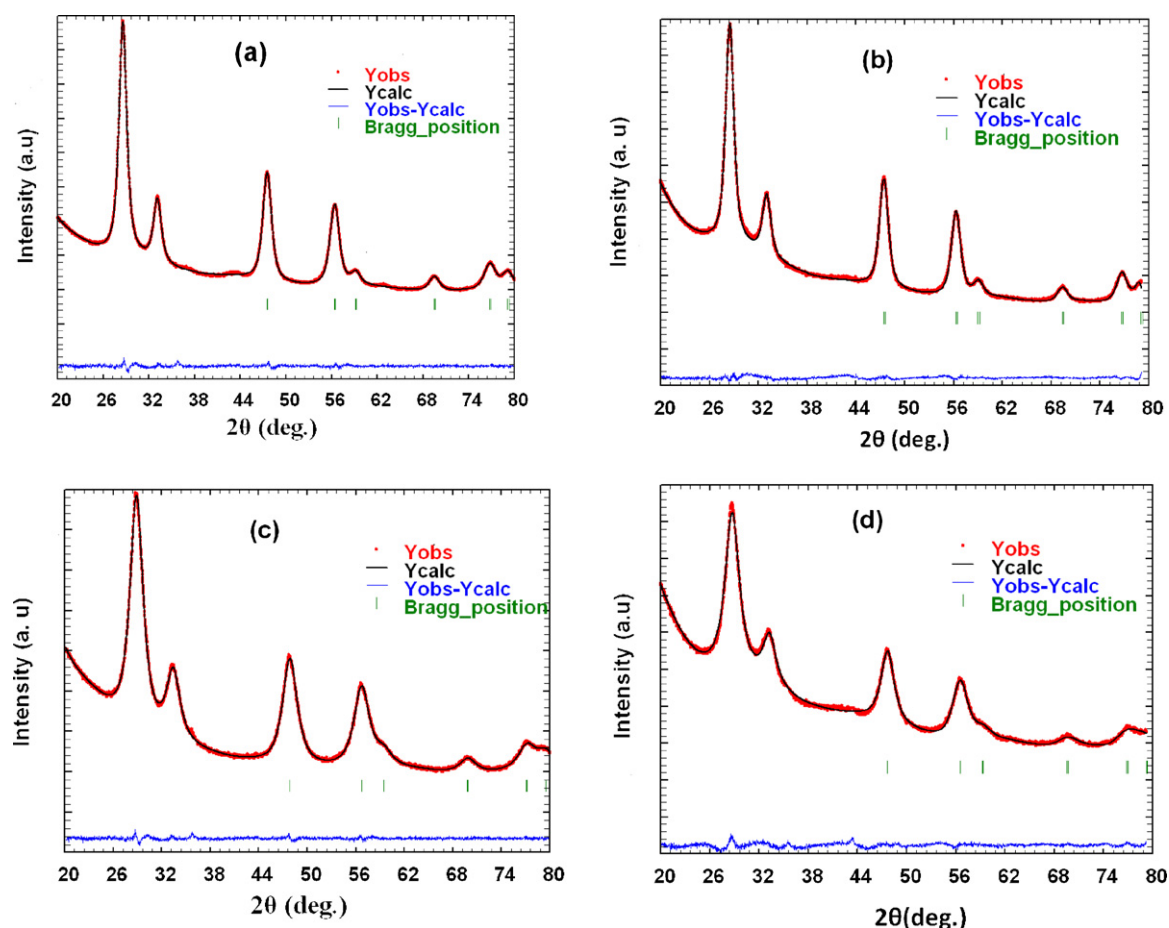 (a)
Yobs
Ycalc
Yobs-Ycalc
Bragg_position
Intensity (a.u)
20 26 32 38 44 50 56 62 68 74 80
2θ (deg.)
(b)
Yobs
Ycalc
Yobs-Ycalc
Bragg_position
Intensity (a. u)
20 26 32 38 44 50 56 62 68 74 80
2θ (deg.)
(c)
Yobs
Ycalc
Yobs-Ycalc
Bragg_position
Intensity (a. u)
20 26 32 38 44 50 56 62 68 74 80
2θ (deg.)
(d)
Yobs
Ycalc
Yobs-Ycalc
Bragg_position
Intensity (a.u)
20 26 32 38 44 50 56 62 68 74 80
2θ(deg.)